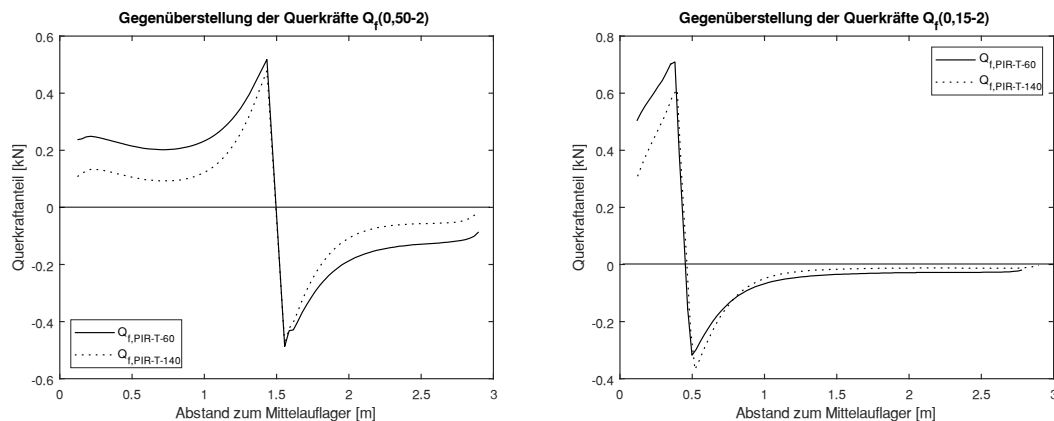 Gegenüberstellung der Querkräfte Q_f(0,50-2)
0.6
0.4
0.2
0
-0.2
-0.4
-0.6
Querkraftanteil [kN]
Q_f,PIR-T-60
Q_f,PIR-T-140
0 0.5 1 1.5 2 2.5 3
Abstand zum Mittelauflager [m]
Gegenüberstellung der Querkräfte Q_f(0,15-2)
0.8
0.6
0.4
0.2
0
-0.2
-0.4
Querkraftanteil [kN]
Q_f,PIR-T-60
Q_f,PIR-T-140
0 0.5 1 1.5 2 2.5 3
Abstand zum Mittelauflager [m]